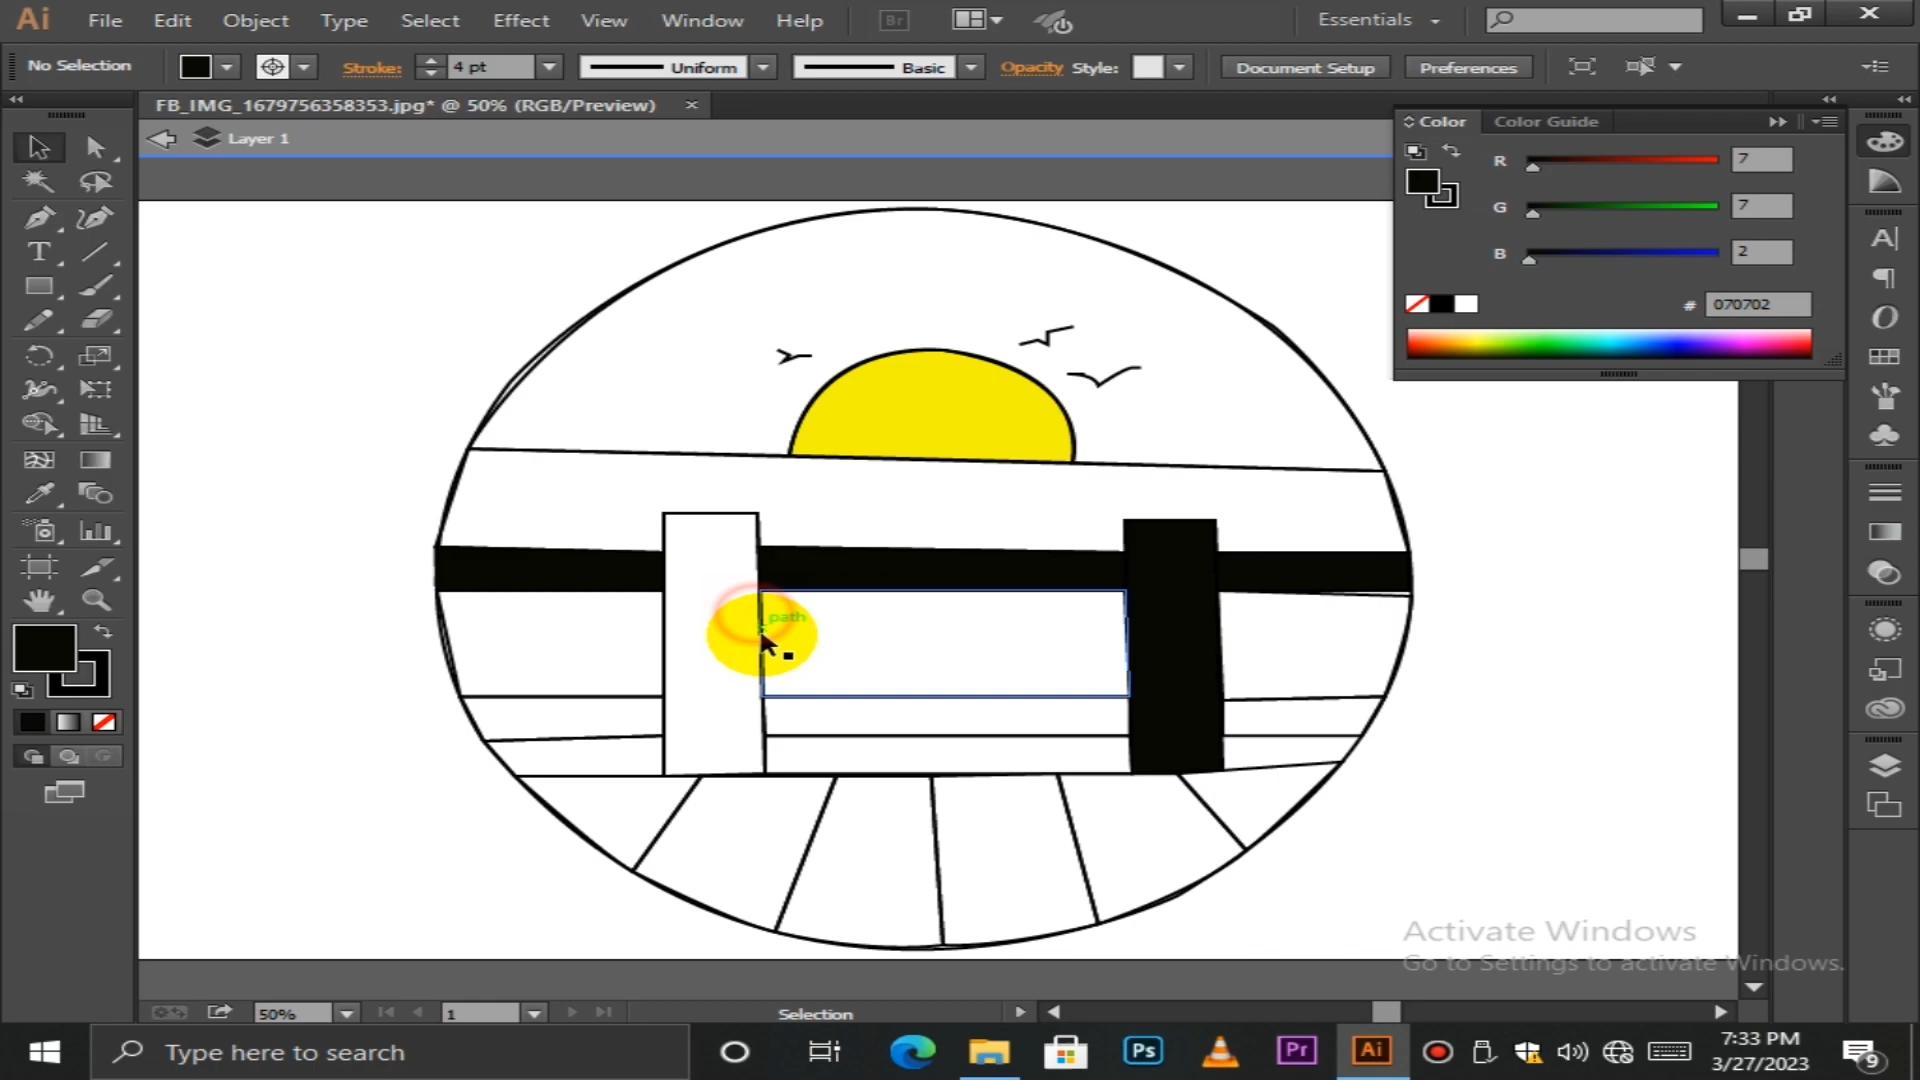 Ai File Edit Object Type Select Effect View Window Help Br Essentials
No Selection Stroke: 4 pt Uniform Basic Opacity Style: Document Setup Preferences
FB_IMG_1679756358353.jpg* @ 50% (RGB/Preview) ×
Layer 1
Color Color Guide
R 7
G 7
B 2
# 070702
path
Activate Windows
Go to Settings to activate Windows.
50% 1 Selection
Type here to search
Ps Pr Ai
7:33 PM
3/27/2023
9